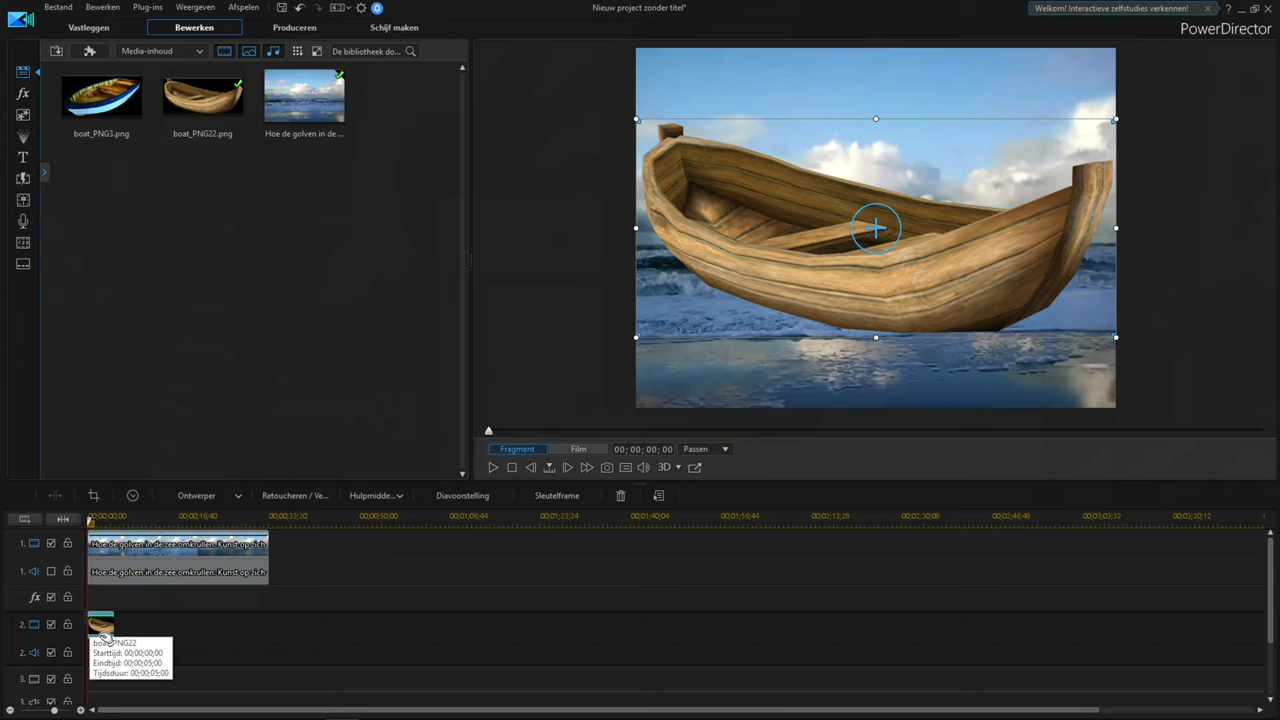 Bestand Bewerken Plug-ins Weergeven Afspelen
Nieuw project zonder titel*
Welkom! Interactieve zelfstudies verkennen!
PowerDirector
Vastleggen Bewerken Produceren Schijf maken
Media-inhoud
De bibliotheek do...
boat_PNG3.png
boat_PNG22.png
Hoe de golven in de ...
Fragment Film 00; 00; 00; 00 Passen
3D
Ontwerper Retoucheren / Ve... Hulpmidde... Diavoorstelling Sleutelframe
00;00;00;00 00;00;16;40 00;00;33;20 00;00;50;00 00;01;06;44 00;01;23;24 00;01;40;04 00;01;56;44 00;02;13;28 00;02;30;08 00;02;46;48 00;03;03;32 00;03;20;12
1.
Hoe de golven in de zee omkrullen. Kunst op zich
1.
Hoe de golven in de zee omkrullen. Kunst op zich
fx
2.
boat_PNG22
Starttijd: 00;00;00;00
2.
Eindtijd: 00;00;05;00
Tijdsduur: 00;00;05;00
3.
3.